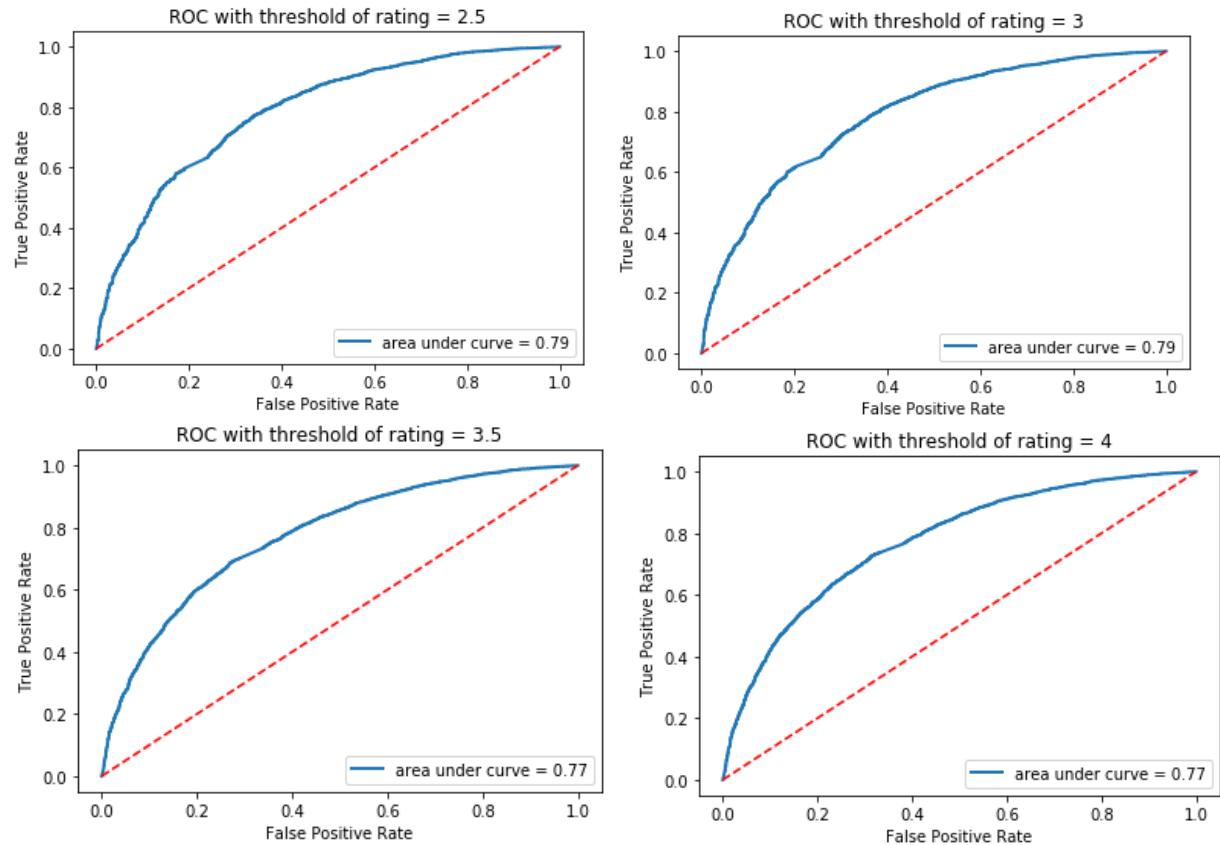 ROC with threshold of rating = 2.5
1.0
0.8
0.6
0.4
0.2
0.0
True Positive Rate
area under curve = 0.79
0.0 0.2 0.4 0.6 0.8 1.0
False Positive Rate
ROC with threshold of rating = 3
1.0
0.8
0.6
0.4
0.2
0.0
True Positive Rate
area under curve = 0.79
0.0 0.2 0.4 0.6 0.8 1.0
False Positive Rate
ROC with threshold of rating = 3.5
1.0
0.8
0.6
0.4
0.2
0.0
True Positive Rate
area under curve = 0.77
0.0 0.2 0.4 0.6 0.8 1.0
False Positive Rate
ROC with threshold of rating = 4
1.0
0.8
0.6
0.4
0.2
0.0
True Positive Rate
area under curve = 0.77
0.0 0.2 0.4 0.6 0.8 1.0
False Positive Rate